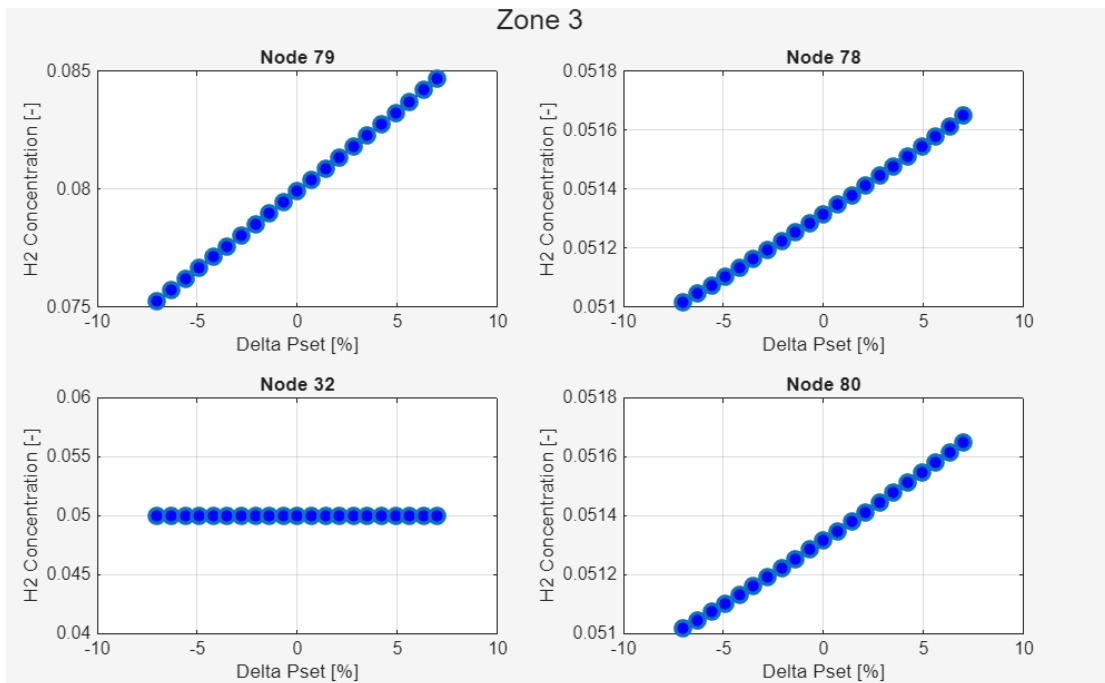 Zone 3
Node 79
0.085
0.08
0.075
H2 Concentration [-]
-10 -5 0 5 10
Delta Pset [%]
Node 78
0.0518
0.0516
0.0514
0.0512
0.051
H2 Concentration [-]
-10 -5 0 5 10
Delta Pset [%]
Node 32
0.06
0.055
0.05
0.045
0.04
H2 Concentration [-]
-10 -5 0 5 10
Delta Pset [%]
Node 80
0.0518
0.0516
0.0514
0.0512
0.051
H2 Concentration [-]
-10 -5 0 5 10
Delta Pset [%]